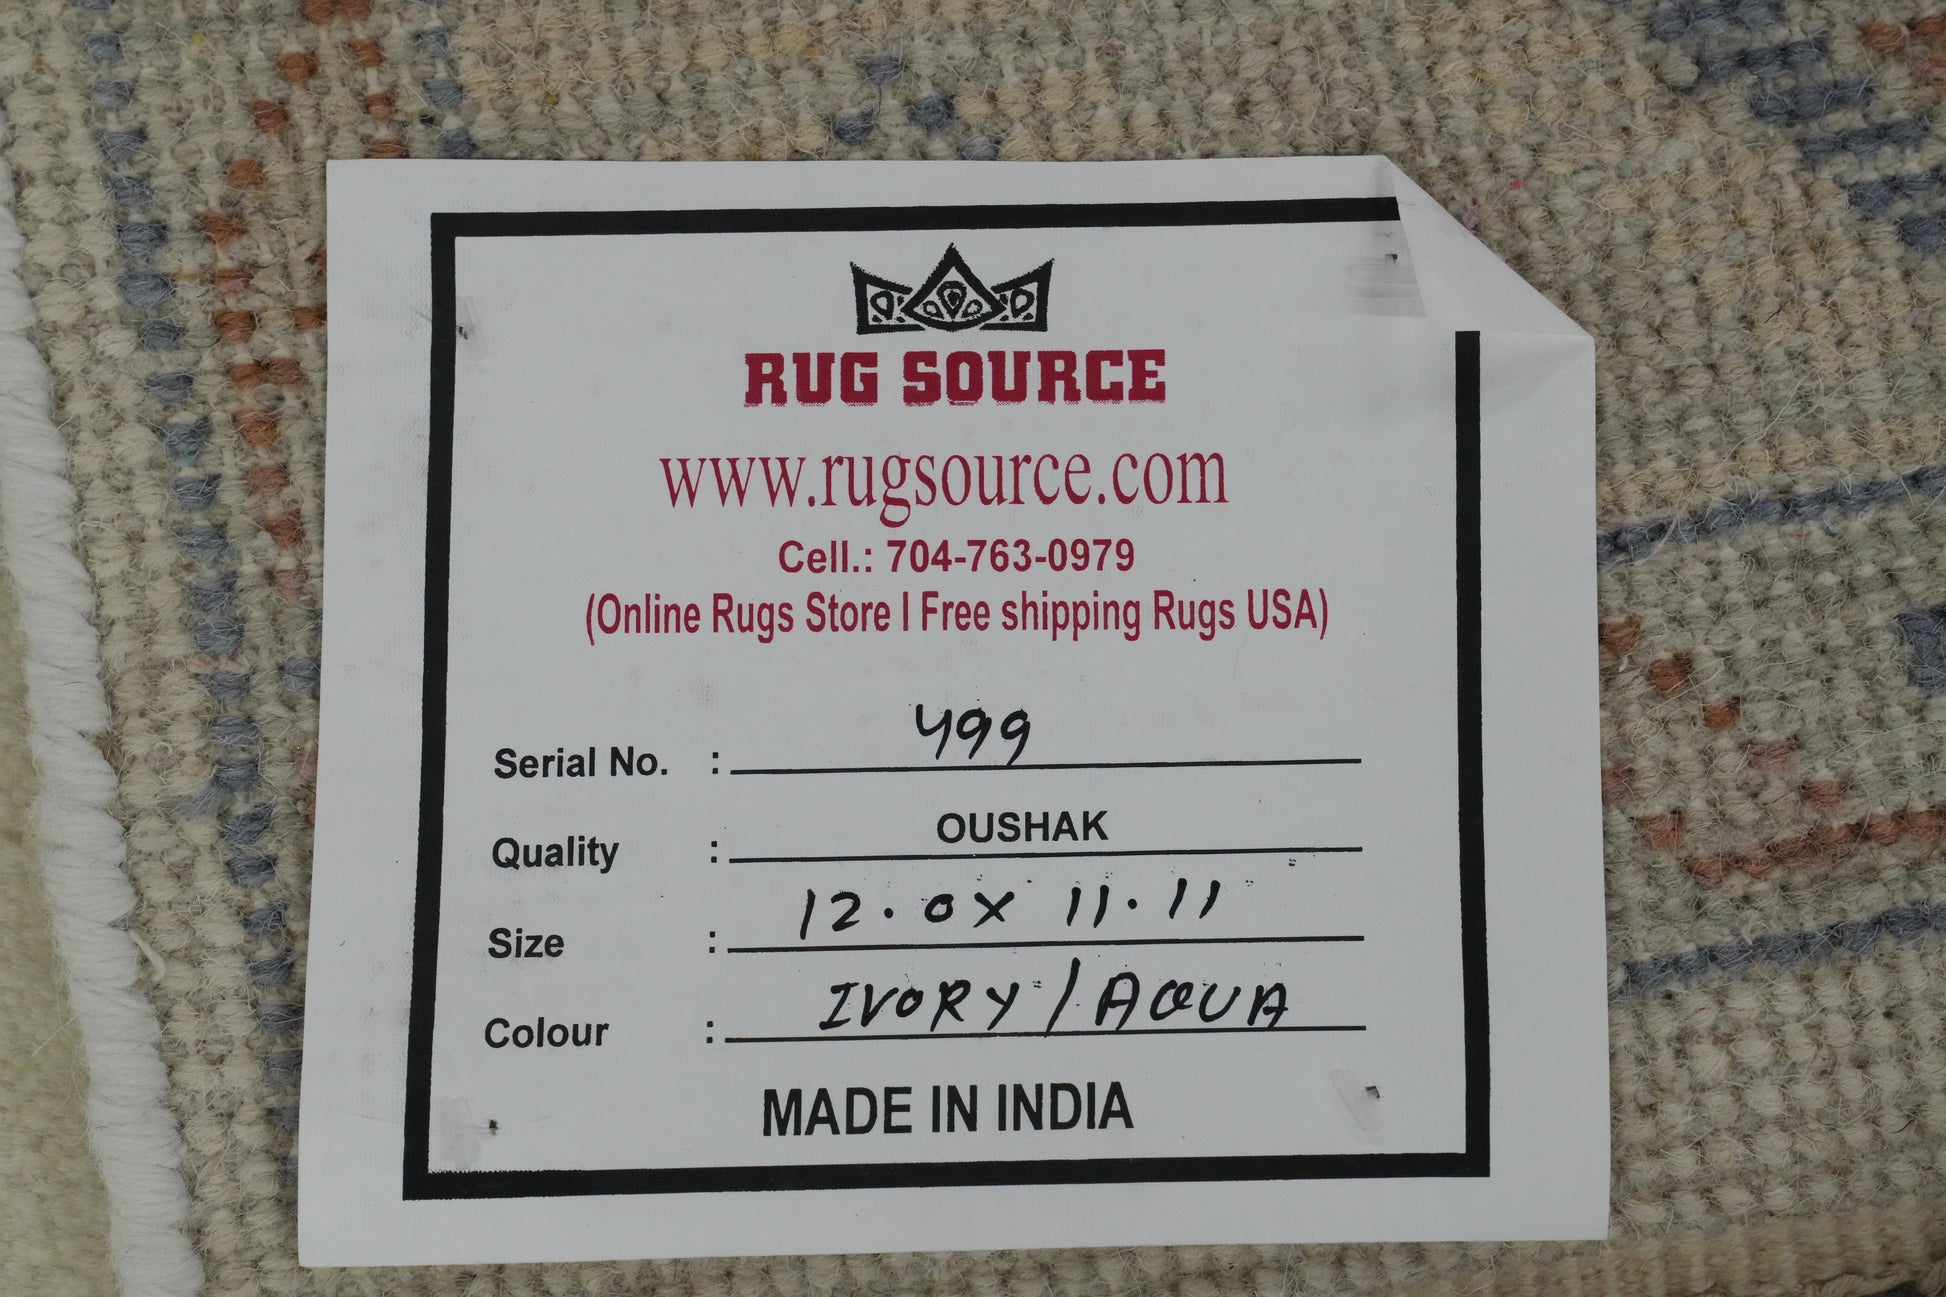 RUG SOURCE
www.rugsource.com
Cell.: 704-763-0979
(Online Rugs Store I Free shipping Rugs USA)
Serial No. : 499
Quality : OUSHAK
Size : 12.0X 11.11
Colour : IVORY / AQUA
MADE IN INDIA